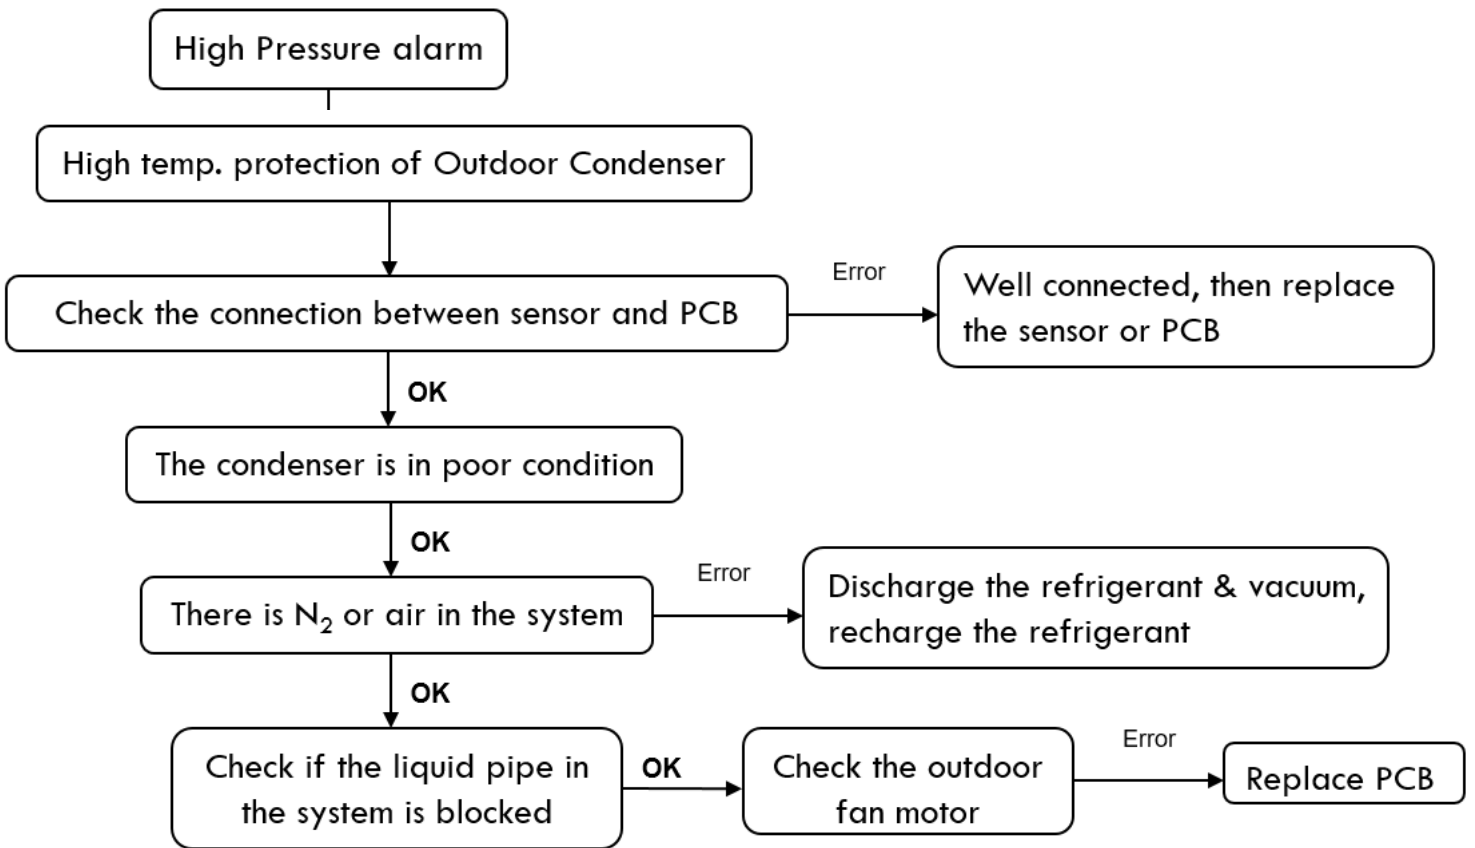 High Pressure alarm
High temp. protection of Outdoor Condenser
Check the connection between sensor and PCB
Error
Well connected, then replace
the sensor or PCB
OK
The condenser is in poor condition
OK
There is N₂ or air in the system
Error
Discharge the refrigerant & vacuum,
recharge the refrigerant
OK
Check if the liquid pipe in
the system is blocked
OK
Check the outdoor
fan motor
Error
Replace PCB